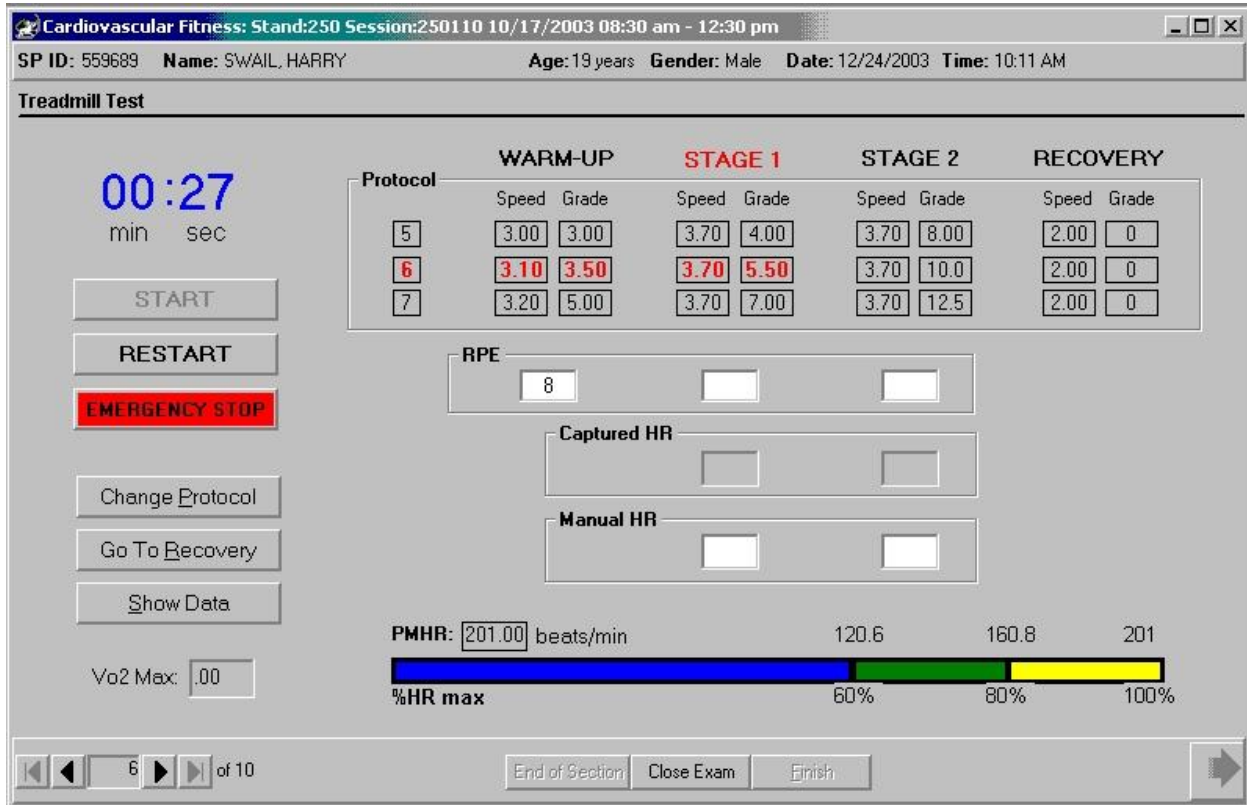 Cardiovascular Fitness: Stand:250 Session:250110 10/17/2003 08:30 am - 12:30 pm
SP ID: 559689 Name: SWAIL, HARRY Age: 19 years Gender: Male Date: 12/24/2003 Time: 10:11 AM
Treadmill Test
00:27
min sec
START
RESTART
EMERGENCY STOP
Change Protocol
Go To Recovery
Show Data
Vo2 Max: .00
WARM-UP STAGE 1 STAGE 2 RECOVERY
Protocol
Speed Grade Speed Grade Speed Grade Speed Grade
5 3.00 3.00 3.70 4.00 3.70 8.00 2.00 0
6 3.10 3.50 3.70 5.50 3.70 10.0 2.00 0
7 3.20 5.00 3.70 7.00 3.70 12.5 2.00 0
RPE
8
Captured HR
Manual HR
PMHR: 201.00 beats/min 120.6 160.8 201
%HR max 60% 80% 100%
6 of 10
End of Section Close Exam Finish